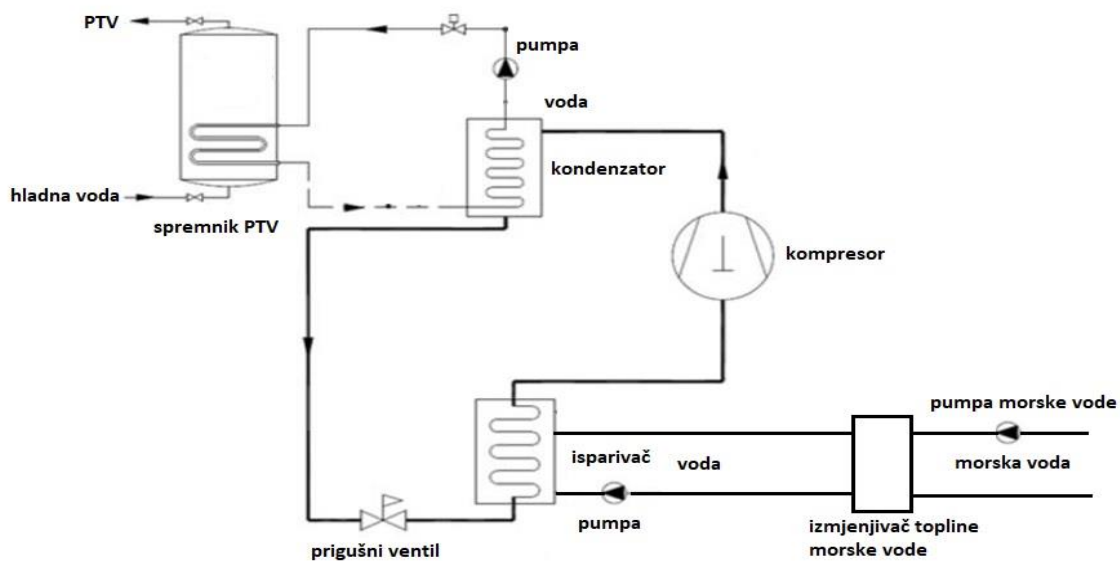 PTV
pumpa
voda
kondenzator
hladna voda
spremnik PTV
kompresor
pumpa morske vode
isparivač
voda
morska voda
pumpa
izmjenjivač topline
morske vode
prigušni ventil